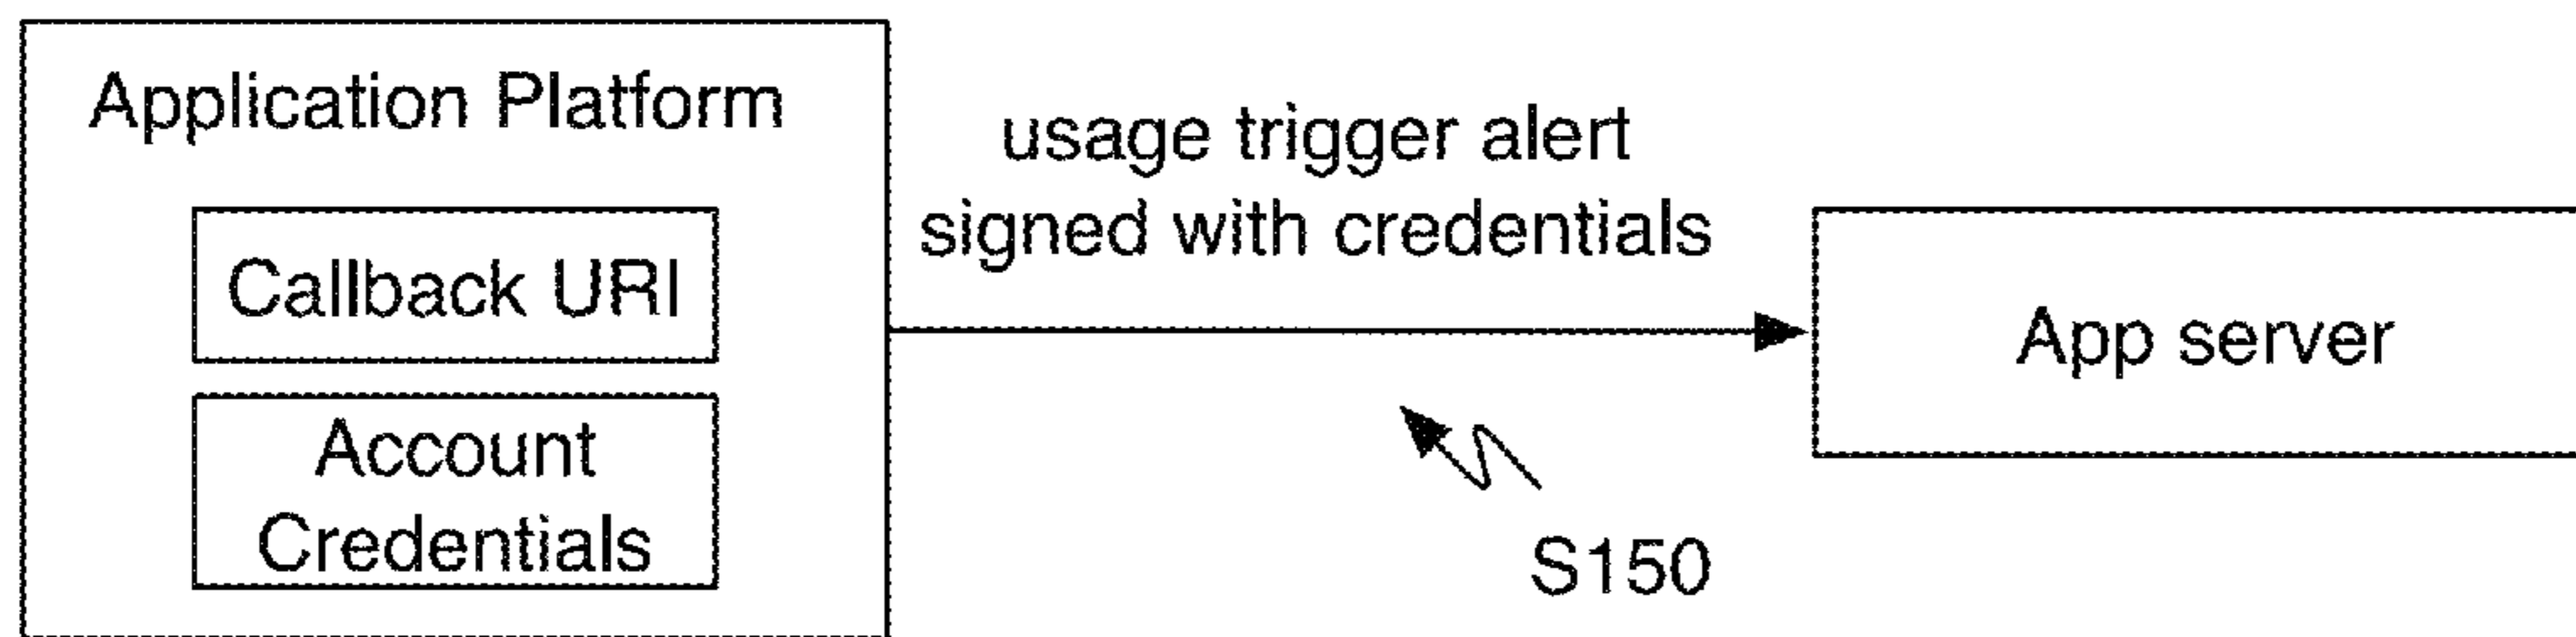 Application Platform
Callback URI
Account
Credentials
usage trigger alert
signed with credentials
S150
App server